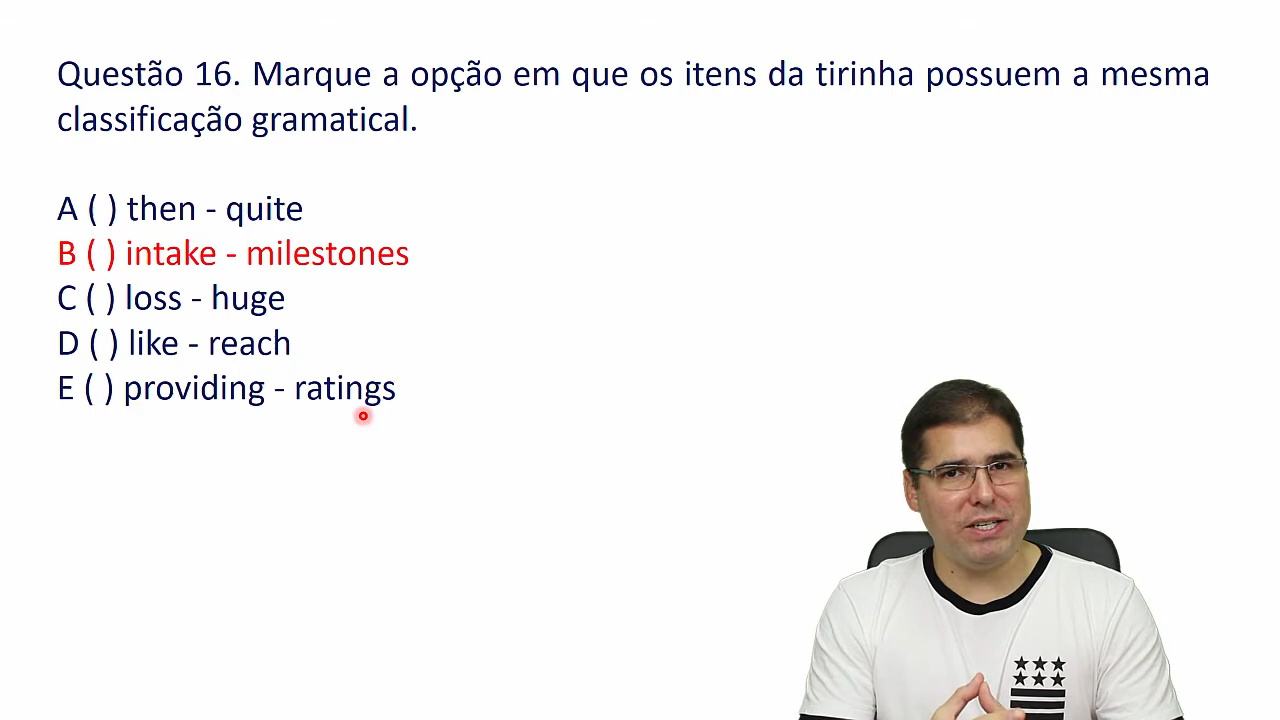 Questão 16. Marque a opção em que os itens da tirinha possuem a mesma
classificação gramatical.
A ( ) then - quite
B ( ) intake - milestones
C ( ) loss - huge
D ( ) like - reach
E ( ) providing - ratings